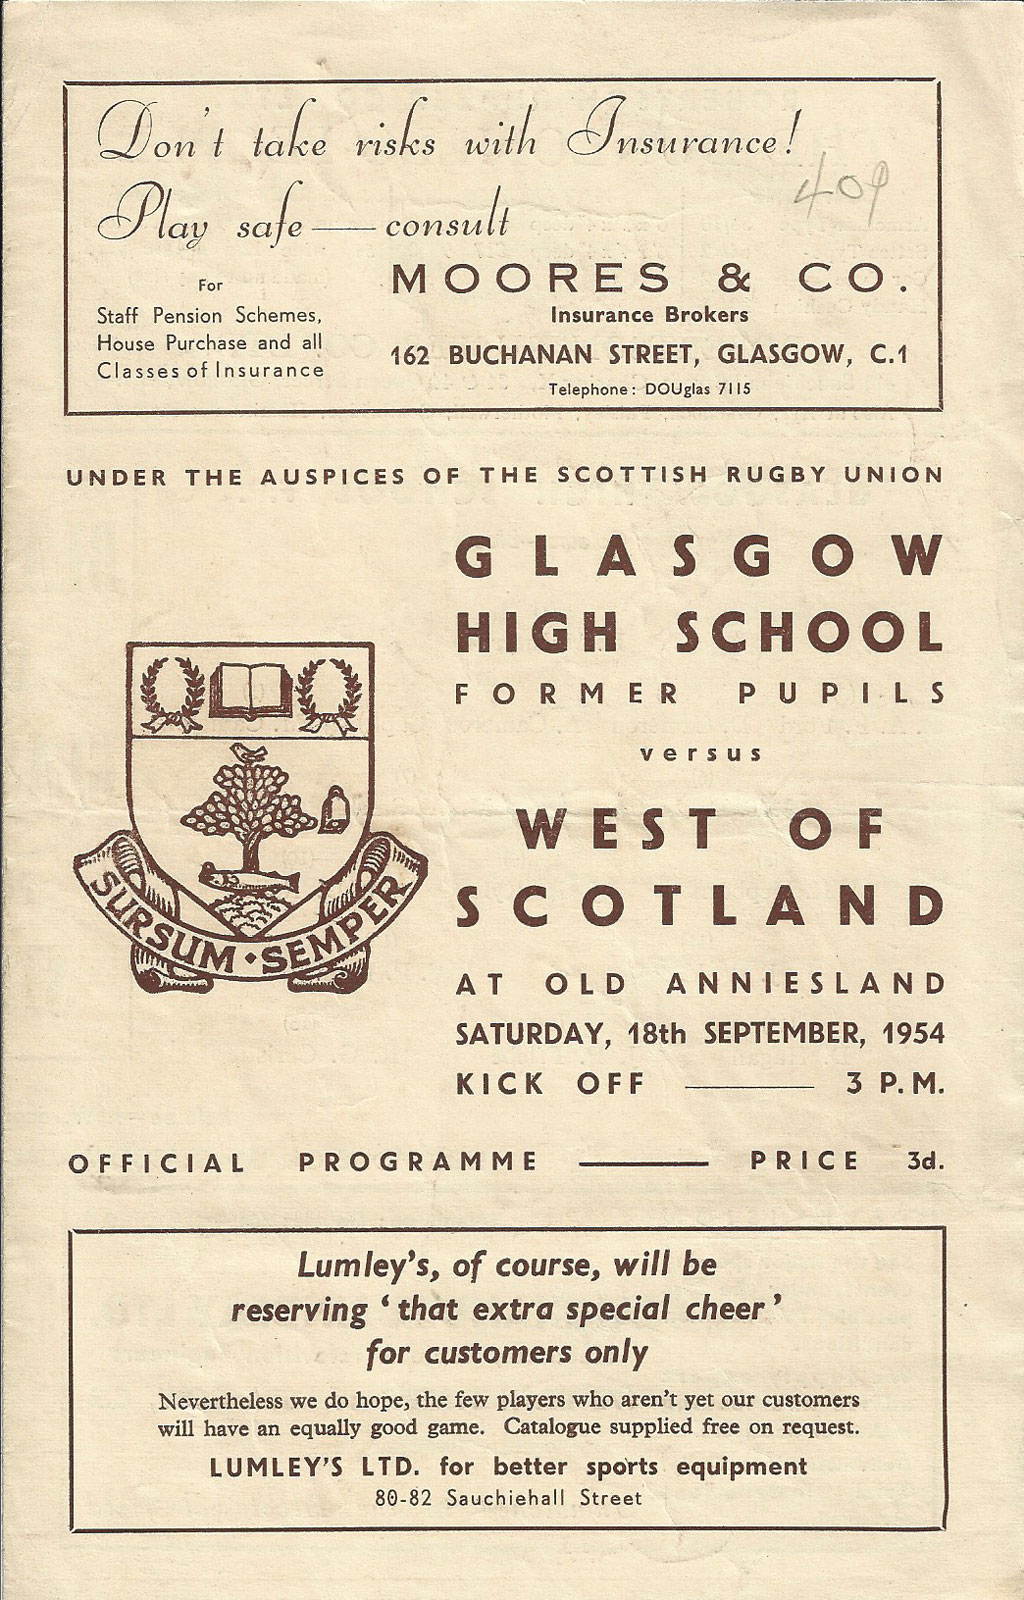 Don't take risks with Insurance!
409
Play safe — consult
For
Staff Pension Schemes,
House Purchase and all
Classes of Insurance
MOORES & CO.
Insurance Brokers
162 BUCHANAN STREET, GLASGOW, C.1
Telephone: DOUglas 7115
UNDER THE AUSPICES OF THE SCOTTISH RUGBY UNION
GLASGOW
HIGH SCHOOL
FORMER PUPILS
versus
WEST OF
SCOTLAND
AT OLD ANNIESLAND
SATURDAY, 18th SEPTEMBER, 1954
KICK OFF — 3 P.M.
SURSUM · SEMPER
OFFICIAL PROGRAMME — PRICE 3d.
Lumley's, of course, will be
reserving ‘that extra special cheer’
for customers only
Nevertheless we do hope, the few players who aren't yet our customers
will have an equally good game. Catalogue supplied free on request.
LUMLEY'S LTD. for better sports equipment
80-82 Sauchiehall Street